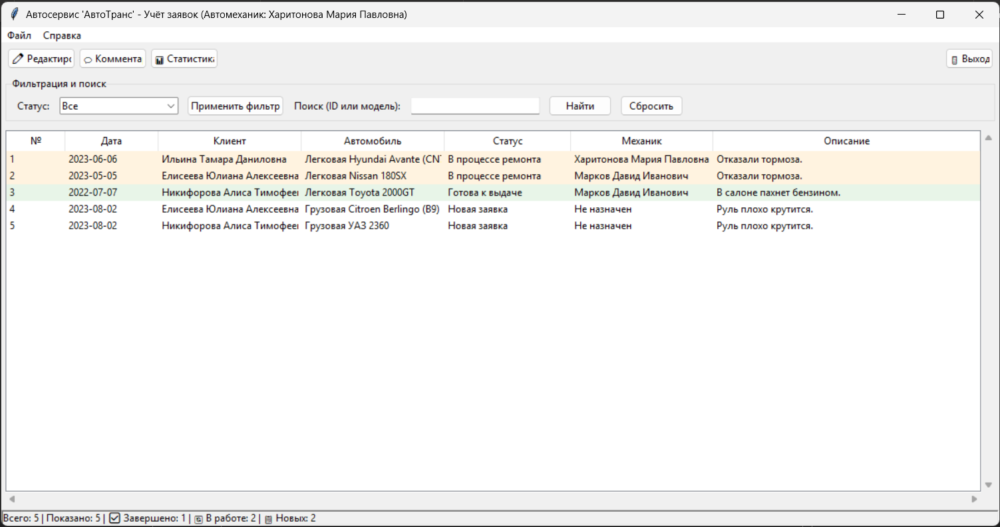 Автосервис 'АвтоТранс' - Учёт заявок (Автомеханик: Харитонова Мария Павловна)
Файл Справка
Редактиро Коммента Статистика Выход
Фильтрация и поиск
Статус: Все Применить фильтр Поиск (ID или модель): Найти Сбросить
№ Дата Клиент Автомобиль Статус Механик Описание
1 2023-06-06 Ильина Тамара Даниловна Легковая Hyundai Avante (CN В процессе ремонта Харитонова Мария Павловна Отказали тормоза.
2 2023-05-05 Елисеева Юлиана Алексеевна Легковая Nissan 180SX В процессе ремонта Марков Давид Иванович Отказали тормоза.
3 2022-07-07 Никифорова Алиса Тимофее Легковая Toyota 2000GT Готова к выдаче Марков Давид Иванович В салоне пахнет бензином.
4 2023-08-02 Елисеева Юлиана Алексеевна Грузовая Citroen Berlingo (B9) Новая заявка Не назначен Руль плохо крутится.
5 2023-08-02 Никифорова Алиса Тимофее Грузовая УАЗ 2360 Новая заявка Не назначен Руль плохо крутится.
Всего: 5 | Показано: 5 | Завершено: 1 | В работе: 2 | Новых: 2